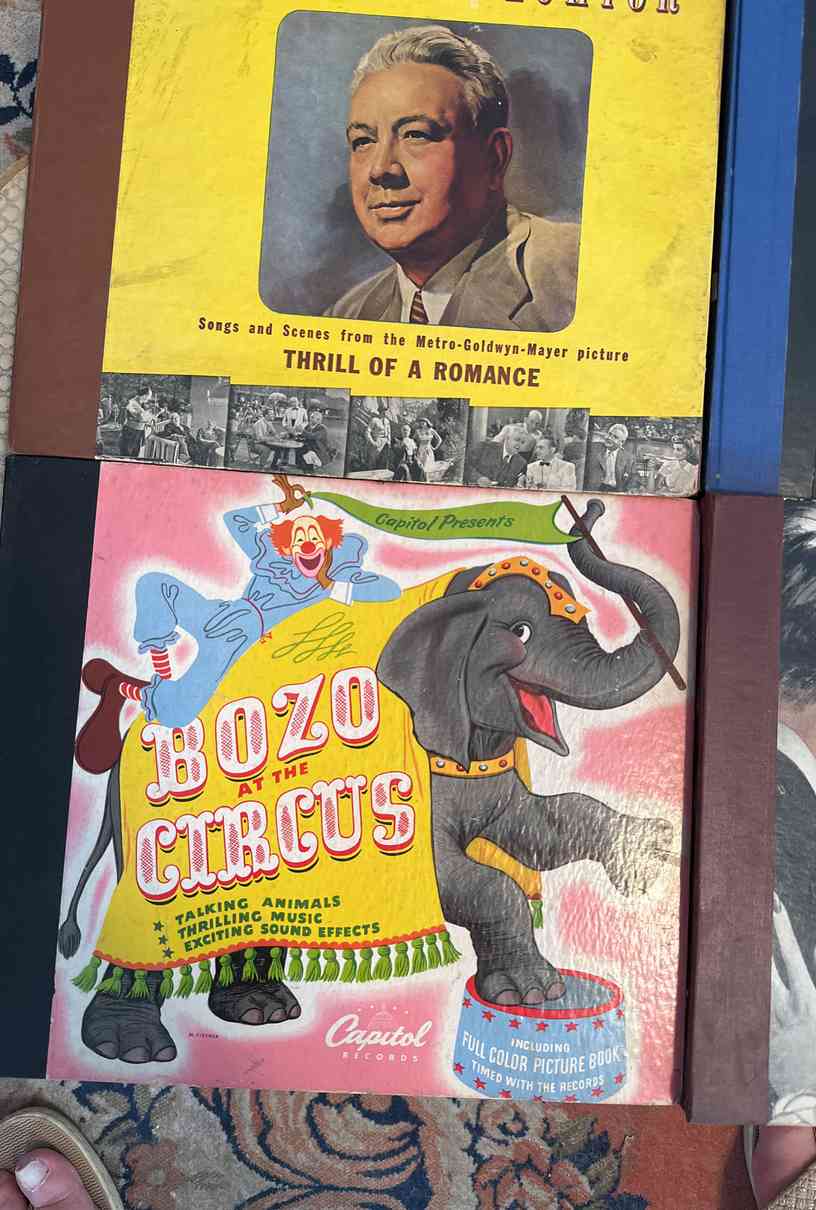 Songs and Scenes from the Metro-Goldwyn-Mayer picture
THRILL OF A ROMANCE
Capitol Presents
BOZO
AT THE
CIRCUS
TALKING ANIMALS
THRILLING MUSIC
EXCITING SOUND EFFECTS
Capitol
RECORDS
INCLUDING
FULL COLOR PICTURE BOOK
TIMED WITH THE RECORDS